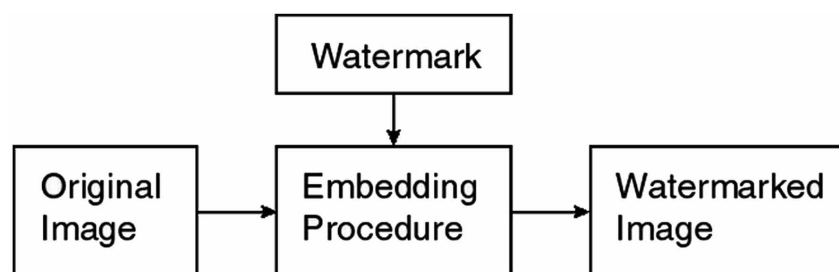 Watermark
Original
Image
Embedding
Procedure
Watermarked
Image